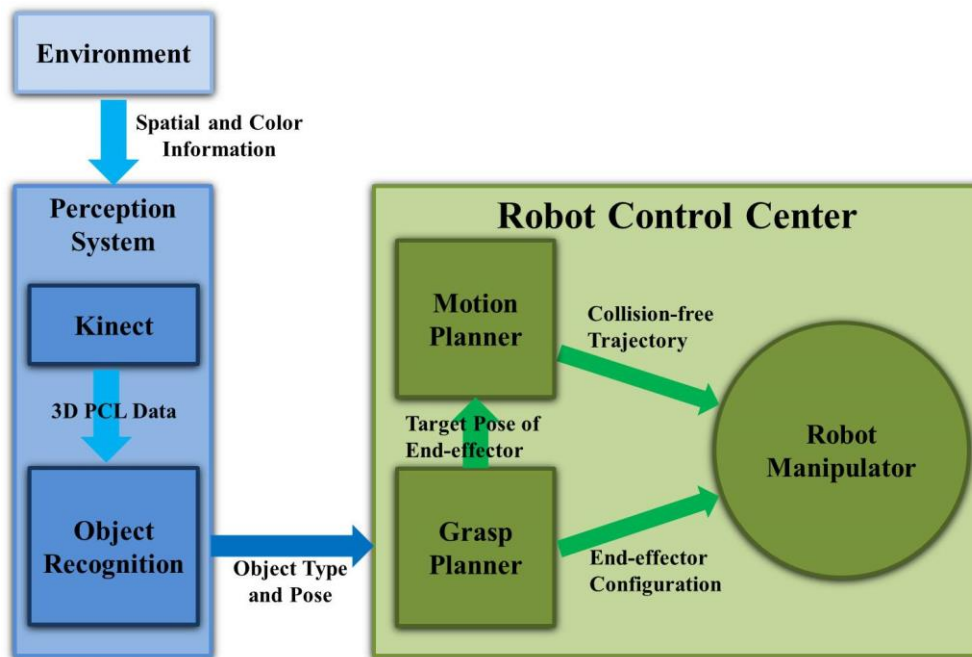 Environment
Spatial and Color
Information
Perception
System
Kinect
3D PCL Data
Object
Recognition
Object Type
and Pose
Robot Control Center
Motion
Planner
Collision-free
Trajectory
Target Pose of
End-effector
Grasp
Planner
End-effector
Configuration
Robot
Manipulator